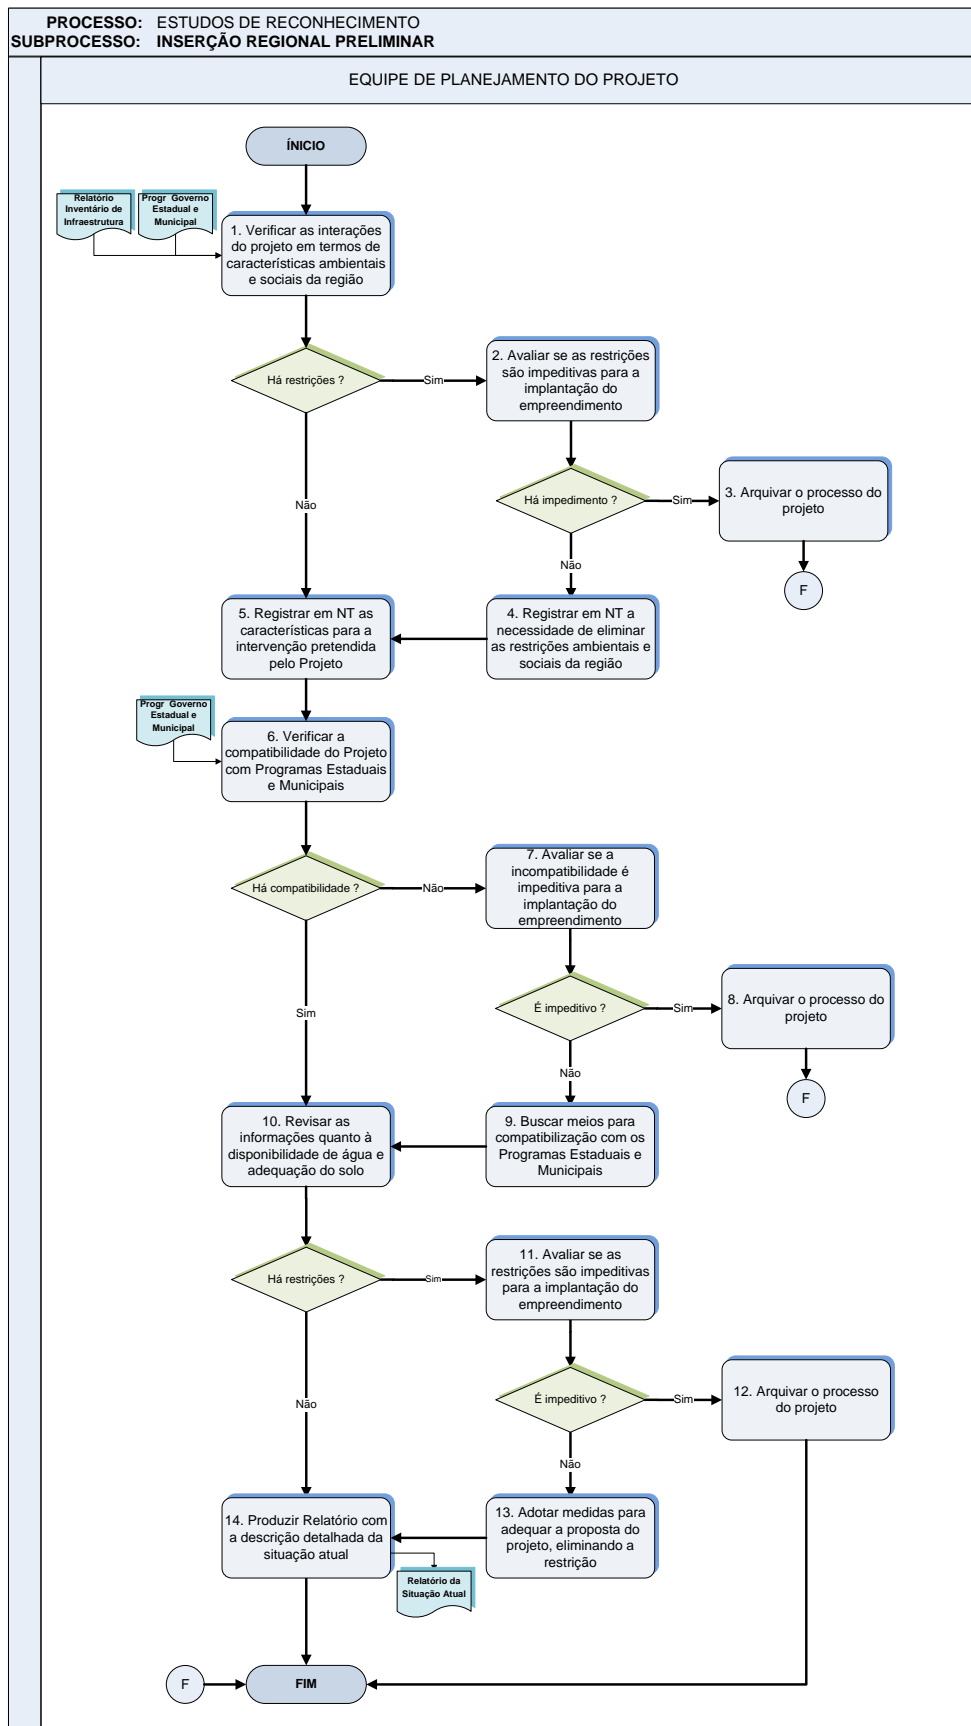 PROCESSO: ESTUDOS DE RECONHECIMENTO
SUBPROCESSO: INSERÇÃO REGIONAL PRELIMINAR
EQUIPE DE PLANEJAMENTO DO PROJETO
ÍNICIO
Relatório
Inventário de
Infraestrutura
Progr Governo
Estadual e
Municipal
1. Verificar as interações
do projeto em termos de
características ambientais
e sociais da região
Há restrições ?
Sim
2. Avaliar se as restrições
são impeditivas para a
implantação do
empreendimento
Não
Há impedimento ?
Sim
3. Arquivar o processo do
projeto
F
Não
5. Registrar em NT as
características para a
intervenção pretendida
pelo Projeto
4. Registrar em NT a
necessidade de eliminar
as restrições ambientais e
sociais da região
Progr Governo
Estadual e
Municipal
6. Verificar a
compatibilidade do Projeto
com Programas Estaduais
e Municipais
Há compatibilidade ?
Não
7. Avaliar se a
incompatibilidade é
impeditiva para a
implantação do
empreendimento
Sim
É impeditivo ?
Sim
8. Arquivar o processo do
projeto
F
Não
10. Revisar as
informações quanto à
disponibilidade de água e
adequação do solo
9. Buscar meios para
compatibilização com os
Programas Estaduais e
Municipais
Há restrições ?
Sim
11. Avaliar se as
restrições são impeditivas
para a implantação do
empreendimento
Não
É impeditivo ?
Sim
12. Arquivar o processo
do projeto
Não
14. Produzir Relatório com
a descrição detalhada da
situação atual
13. Adotar medidas para
adequar a proposta do
projeto, eliminando a
restrição
Relatório da
Situação Atual
F
FIM